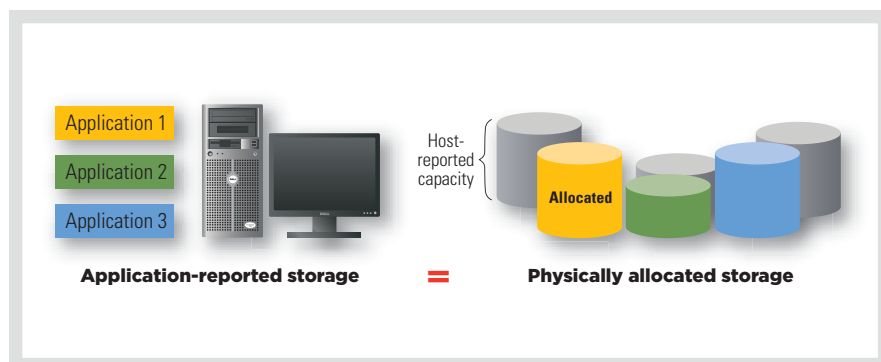 Application 1
Application 2
Application 3
Host-
reported
capacity
Allocated
Application-reported storage
=
Physically allocated storage